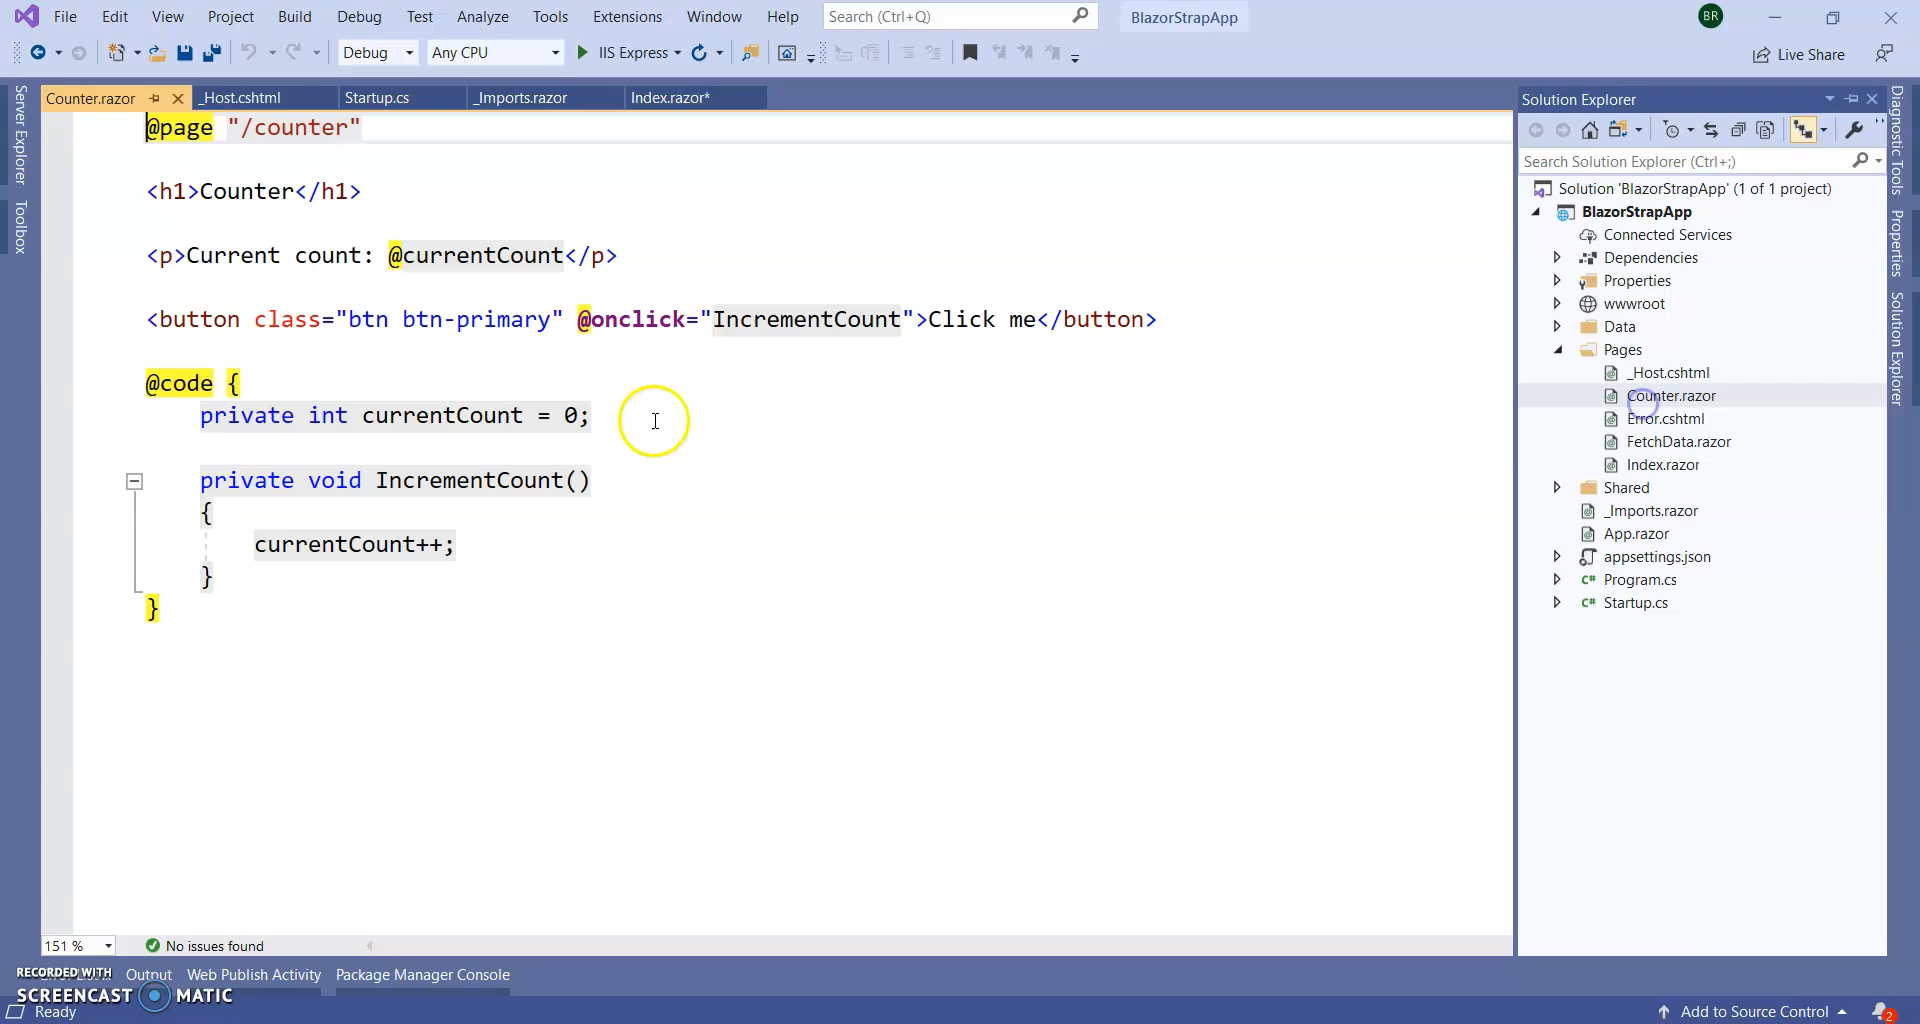 File Edit View Project Build Debug Test Analyze Tools Extensions Window Help Search (Ctrl+Q) BlazorStrapApp BR
Debug Any CPU IIS Express Live Share
Server Explorer
Toolbox
Counter.razor _Host.cshtml Startup.cs _Imports.razor Index.razor*
@page "/counter"
<h1>Counter</h1>
<p>Current count: @currentCount</p>
<button class="btn btn-primary" @onclick="IncrementCount">Click me</button>
@code {
private int currentCount = 0;
private void IncrementCount()
{
currentCount++;
}
}
151 % No issues found
Solution Explorer
Search Solution Explorer (Ctrl+;)
Solution 'BlazorStrapApp' (1 of 1 project)
BlazorStrapApp
Connected Services
Dependencies
Properties
wwwroot
Data
Pages
_Host.cshtml
Counter.razor
Error.cshtml
FetchData.razor
Index.razor
Shared
_Imports.razor
App.razor
appsettings.json
Program.cs
Startup.cs
Diagnostic Tools
Properties
Solution Explorer
Output Web Publish Activity Package Manager Console
RECORDED WITH
SCREENCAST MATIC
Ready Add to Source Control 2